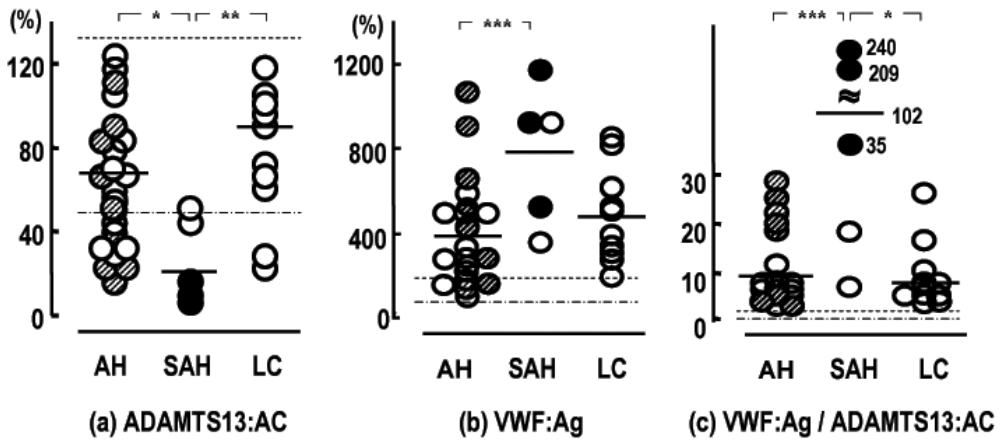 (%) * ** (%) *** *** *
240
209
120 1200
102
80 800 35
30
20
40 400
10
0 0 0
AH SAH LC AH SAH LC AH SAH LC
(a) ADAMTS13:AC (b) VWF:Ag (c) VWF:Ag / ADAMTS13:AC